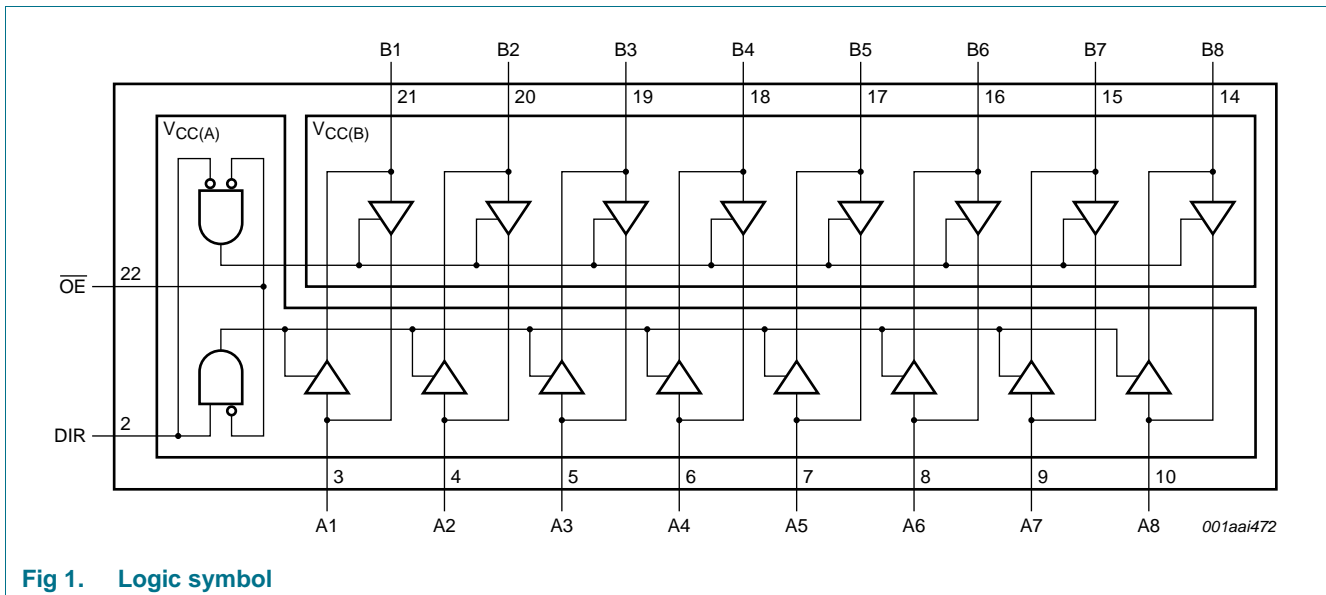 B1 B2 B3 B4 B5 B6 B7 B8
21 20 19 18 17 16 15 14
VCC(A) VCC(B)
22
OE
2
DIR
3 4 5 6 7 8 9 10
A1 A2 A3 A4 A5 A6 A7 A8 001aai472
Fig 1. Logic symbol